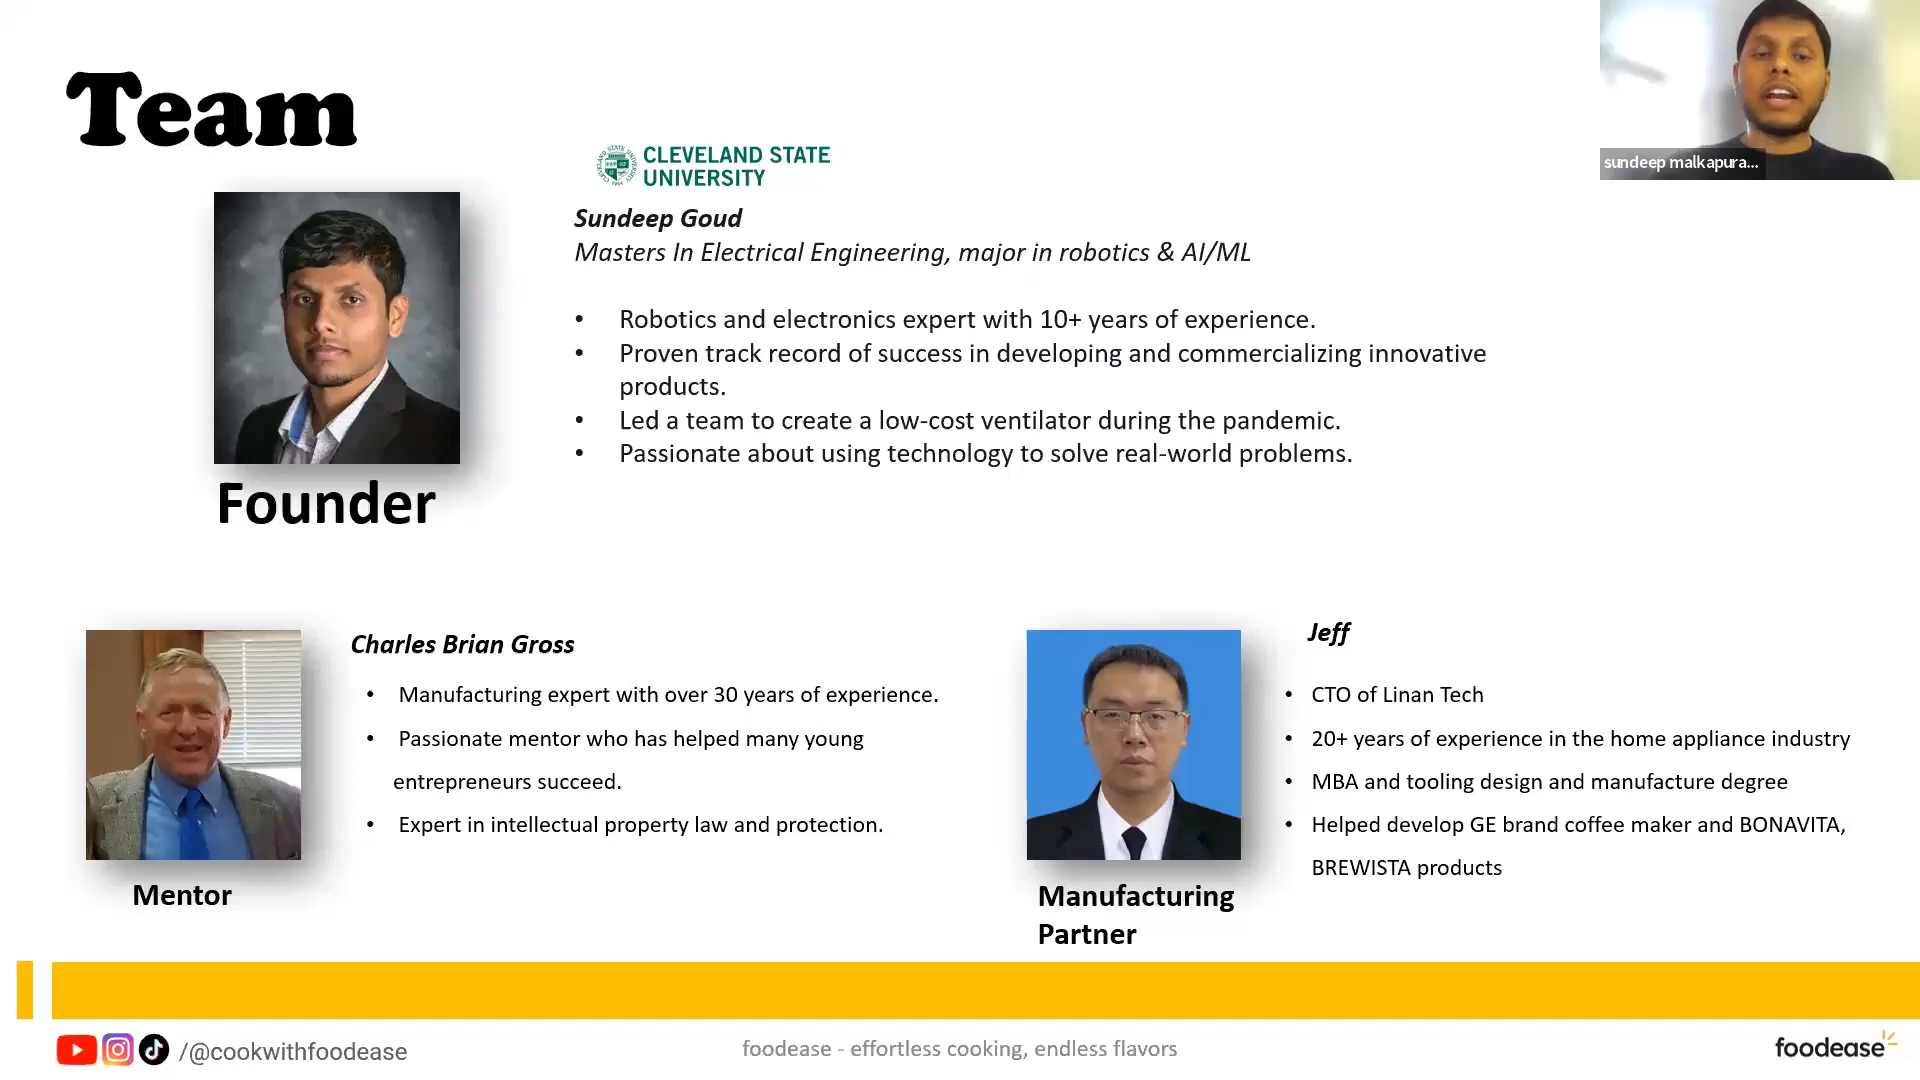 Team
sundeep malkapura...
CLEVELAND STATE
UNIVERSITY
Sundeep Goud
Masters In Electrical Engineering, major in robotics & AI/ML
• Robotics and electronics expert with 10+ years of experience.
• Proven track record of success in developing and commercializing innovative
products.
• Led a team to create a low-cost ventilator during the pandemic.
• Passionate about using technology to solve real-world problems.
Founder
Charles Brian Gross
• Manufacturing expert with over 30 years of experience.
• Passionate mentor who has helped many young
entrepreneurs succeed.
• Expert in intellectual property law and protection.
Mentor
Jeff
• CTO of Linan Tech
• 20+ years of experience in the home appliance industry
• MBA and tooling design and manufacture degree
• Helped develop GE brand coffee maker and BONAVITA,
BREWISTA products
Manufacturing
Partner
/@cookwithfoodease
foodease - effortless cooking, endless flavors
foodease